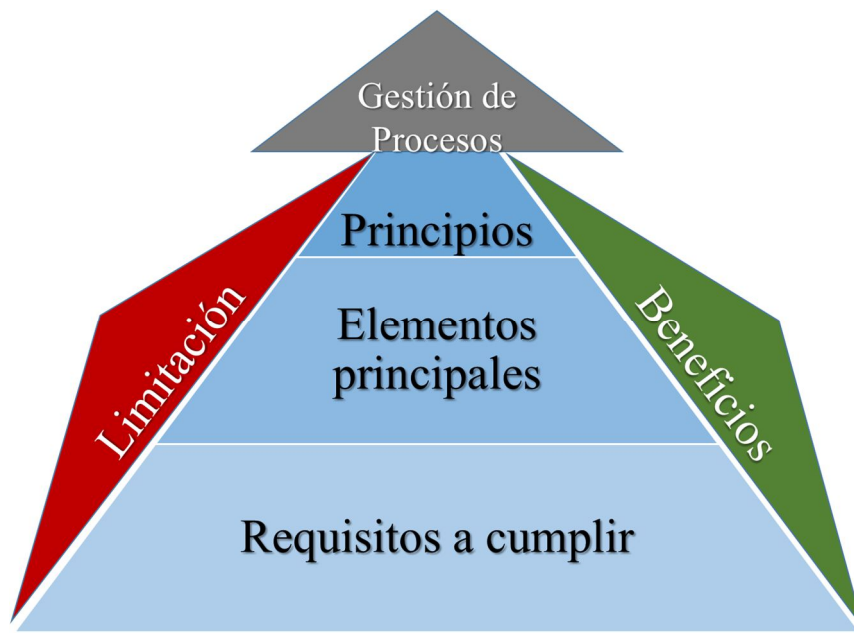 Gestión de
Procesos
Principios
Limitación
Elementos
principales
Beneficios
Requisitos a cumplir